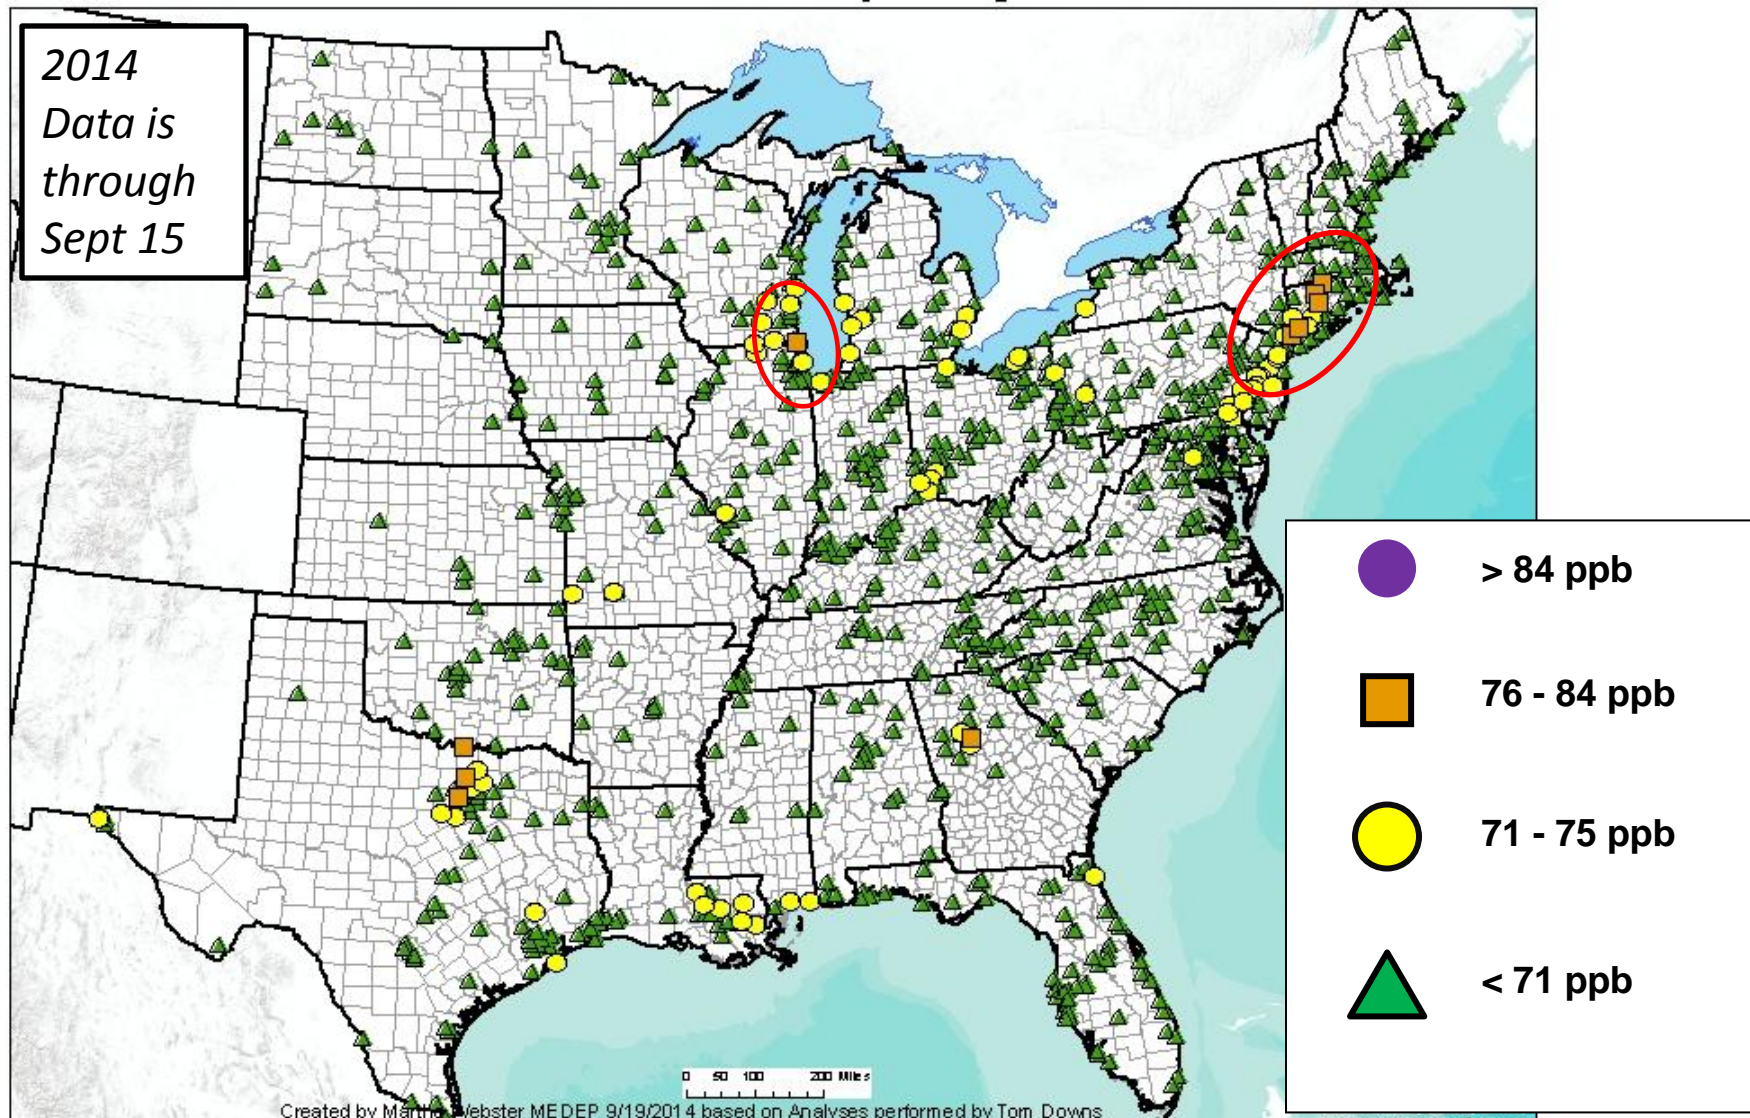 2014
Data is
through
Sept 15
> 84 ppb
76 - 84 ppb
71 - 75 ppb
< 71 ppb
0 50 100 200 Miles
Created by Martha Webster MEDEP 9/19/2014 based on Analyses performed by Tom Downs